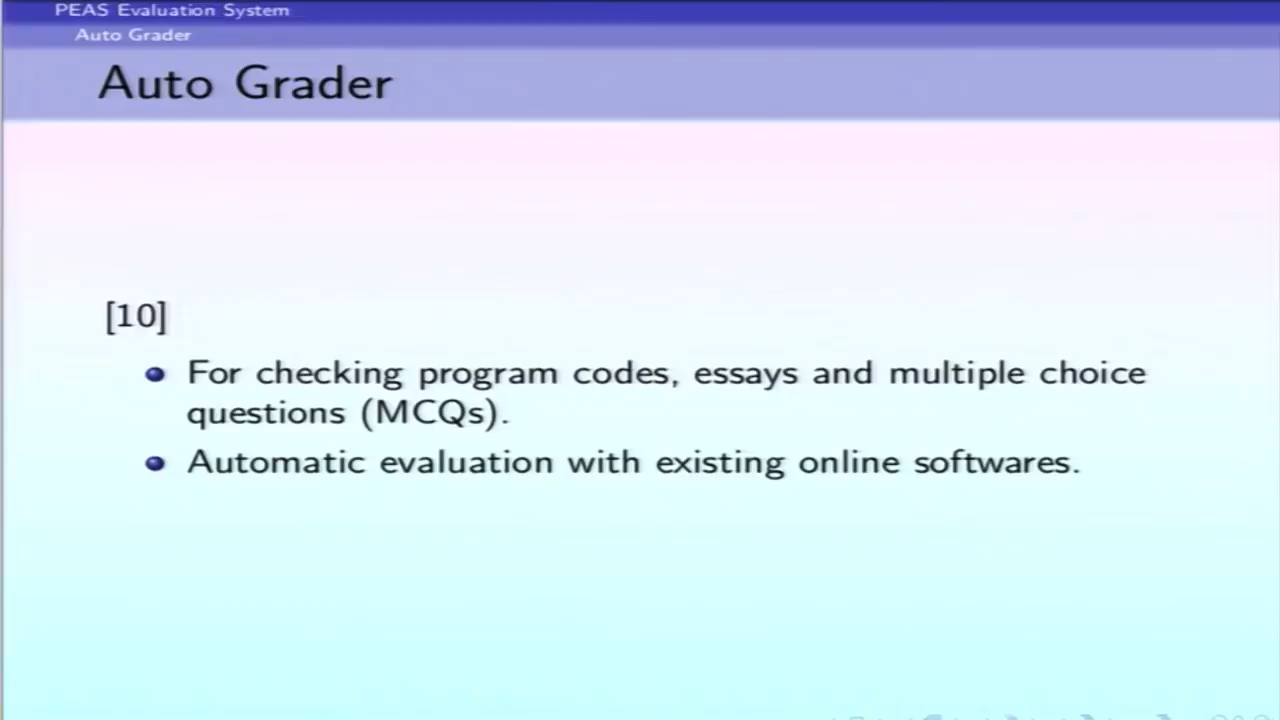 PEAS Evaluation System
Auto Grader
Auto Grader
[10]
For checking program codes, essays and multiple choice
questions (MCQs).
Automatic evaluation with existing online softwares.